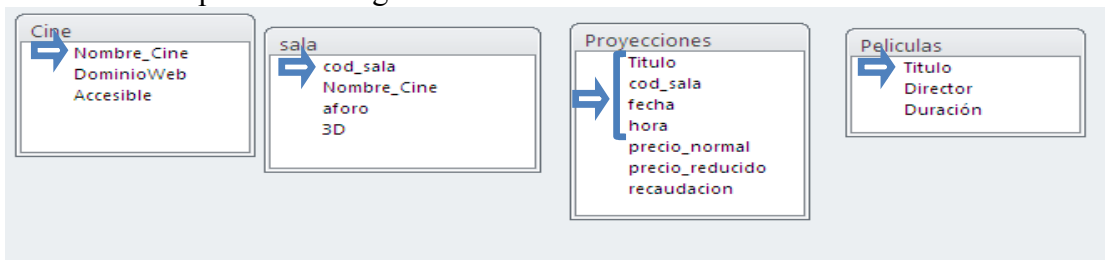 Cine
Nombre_Cine
DominioWeb
Accesible
sala
cod_sala
Nombre_Cine
aforo
3D
Proyecciones
Titulo
cod_sala
fecha
hora
precio_normal
precio_reducido
recaudacion
Peliculas
Titulo
Director
Duración